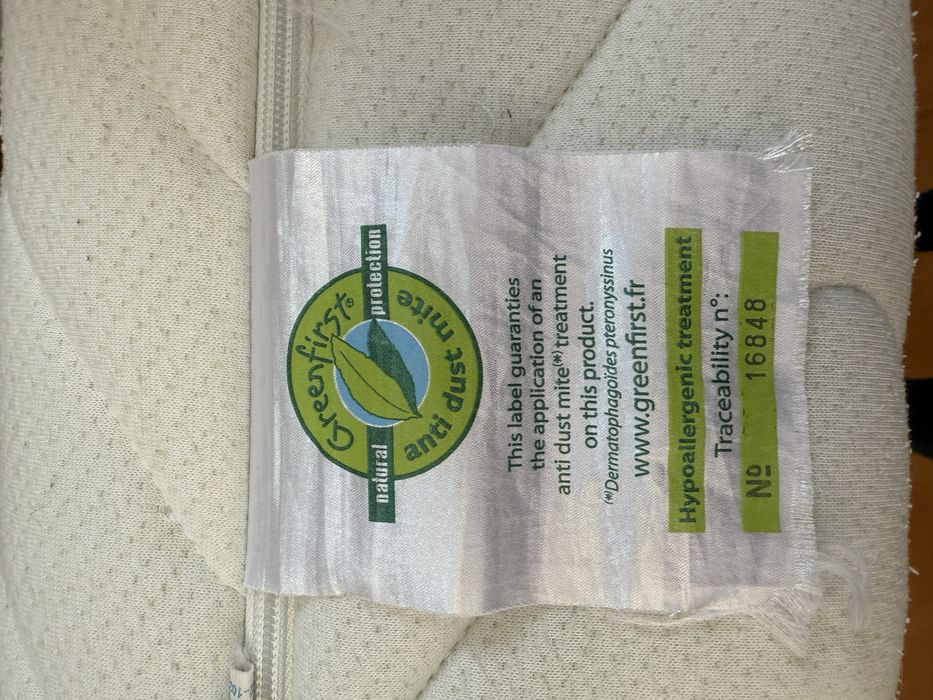 Greenfirst®
natural protection
anti dust mite
This label guaranties
the application of an
anti dust mite(*) treatment
on this product.
(*)Dermatophagoïdes pteronyssinus
www.greenfirst.fr
Hypoallergenic treatment
Traceability n°:
Nº 16848